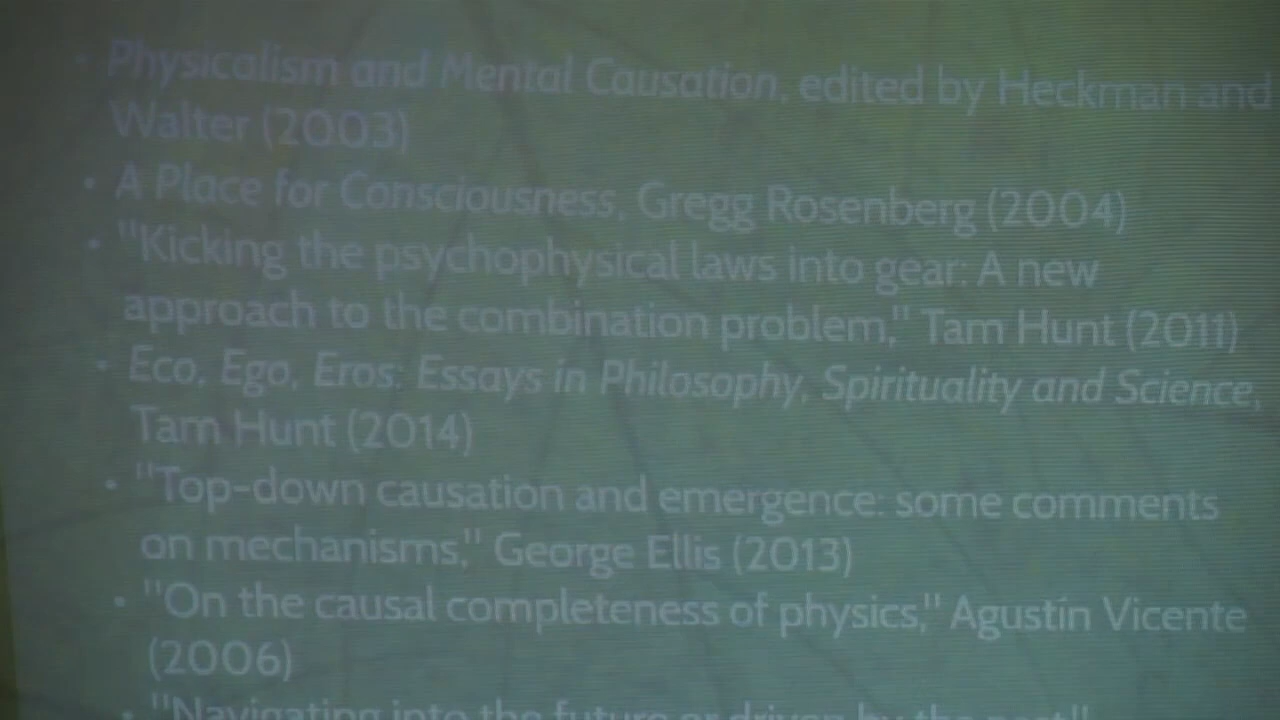 • Physicalism and Mental Causation, edited by Heckman and
Walter (2003)
• A Place for Consciousness, Gregg Rosenberg (2004)
• "Kicking the psychophysical laws into gear: A new
approach to the combination problem," Tam Hunt (2011)
• Eco, Ego, Eros: Essays in Philosophy, Spirituality and Science,
Tam Hunt (2014)
• "Top-down causation and emergence: some comments
on mechanisms," George Ellis (2013)
• "On the causal completeness of physics," Agustín Vicente
(2006)
• "Navigating into the future or driven by the past"